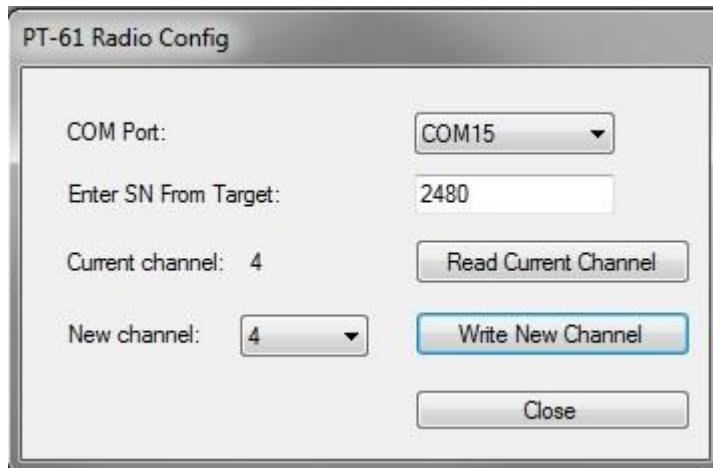 PT-61 Radio Config
COM Port: COM15
Enter SN From Target: 2480
Current channel: 4 Read Current Channel
New channel: 4 Write New Channel
Close